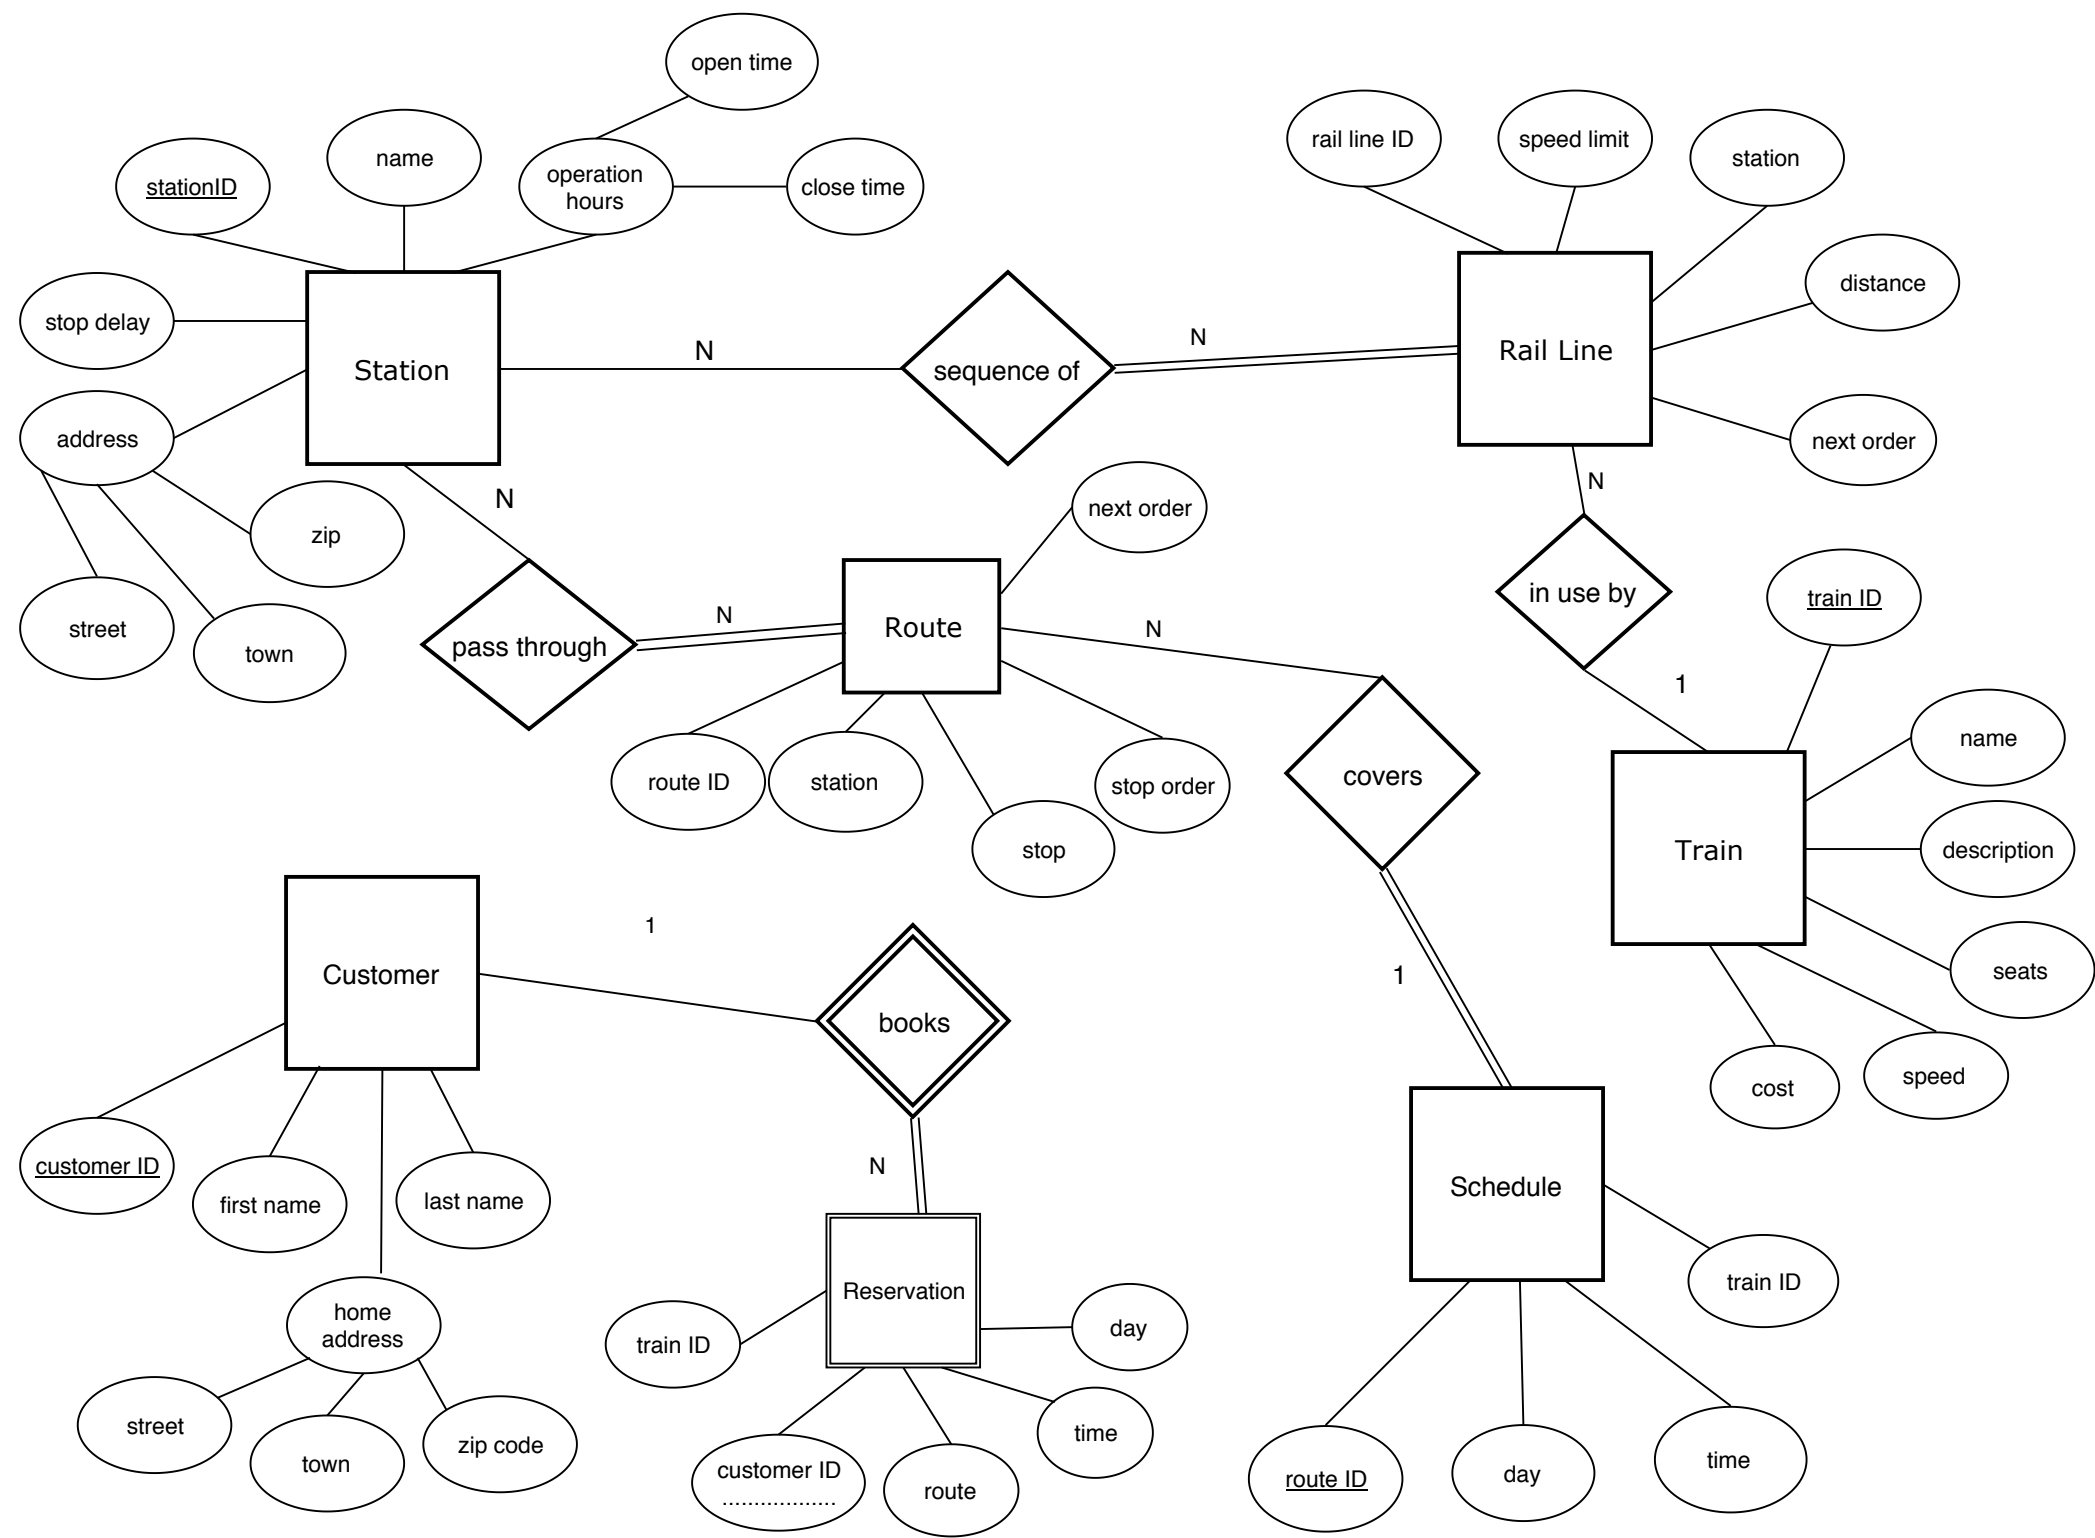 open time
rail line ID
speed limit
station
name
stationID
operation
hours
close time
distance
stop delay
Station
N
sequence of
N
Rail Line
address
next order
N
N
next order
zip
in use by
train ID
street
town
pass through
N
Route
N
1
name
route ID
station
stop order
stop
covers
Train
description
1
Customer
books
1
seats
cost
speed
customer ID
first name
last name
N
Schedule
train ID
Reservation
day
home
address
train ID
street
town
zip code
customer ID
..................
route
time
route ID
day
time